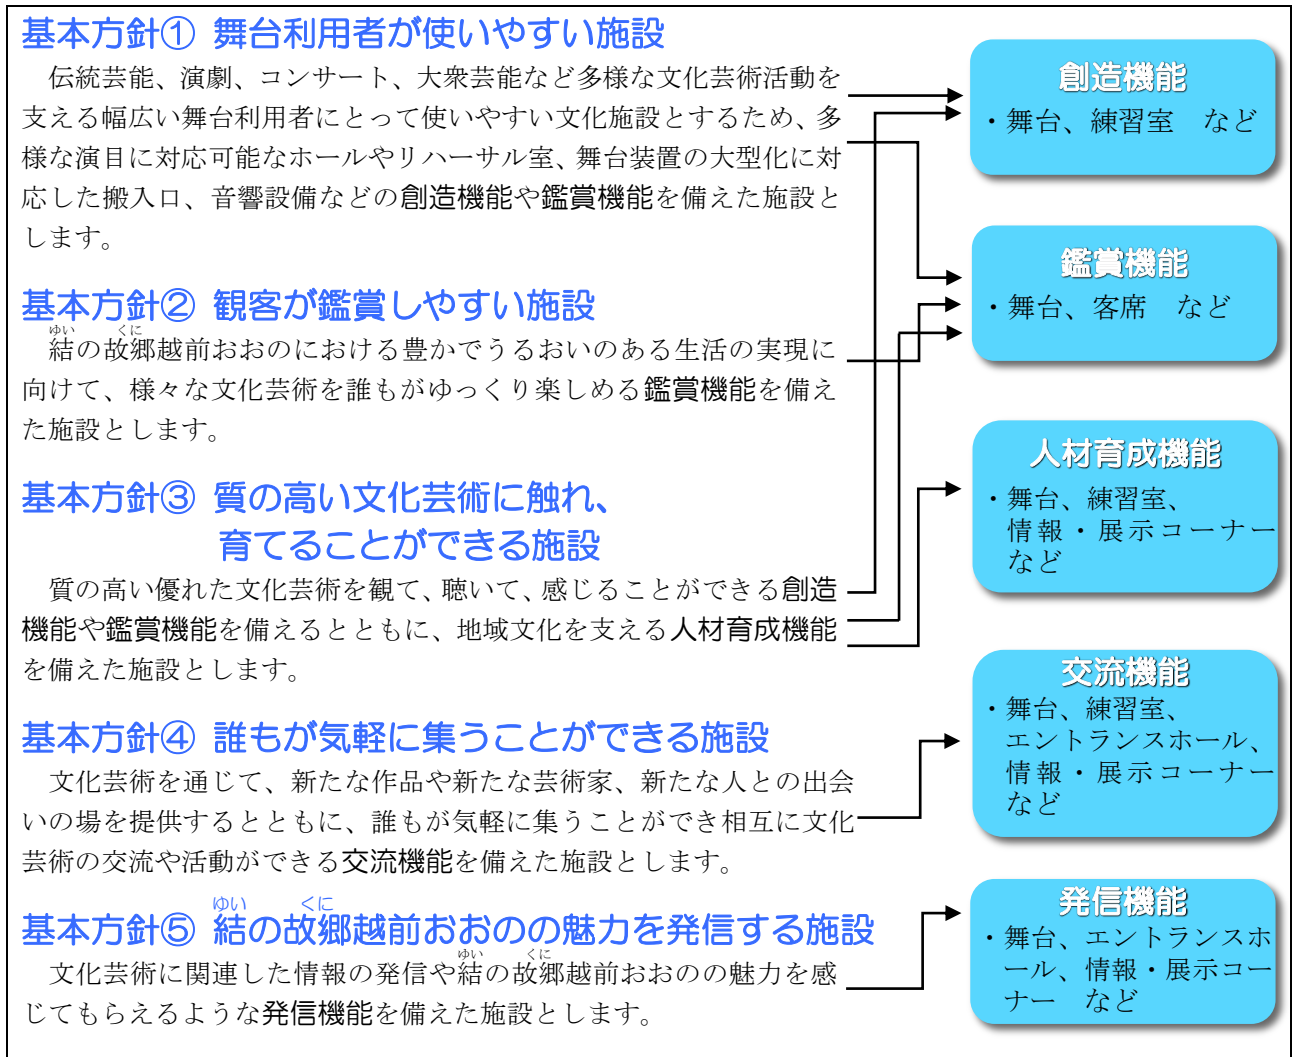 基本方針① 舞台利用者が使いやすい施設
伝統芸能、演劇、コンサート、大衆芸能など多様な文化芸術活動を
支える幅広い舞台利用者にとって使いやすい文化施設とするため、多
様な演目に対応可能なホールやリハーサル室、舞台装置の大型化に対
応した搬入口、音響設備などの創造機能や鑑賞機能を備えた施設と
します。
基本方針② 観客が鑑賞しやすい施設
ゆい くに
結の故郷越前おおのにおける豊かでうるおいのある生活の実現に
向けて、様々な文化芸術を誰もがゆっくり楽しめる鑑賞機能を備え
た施設とします。
基本方針③ 質の高い文化芸術に触れ、
育てることができる施設
質の高い優れた文化芸術を観て、聴いて、感じることができる創造
機能や鑑賞機能を備えるとともに、地域文化を支える人材育成機能
を備えた施設とします。
基本方針④ 誰もが気軽に集うことができる施設
文化芸術を通じて、新たな作品や新たな芸術家、新たな人との出会
いの場を提供するとともに、誰もが気軽に集うことができ相互に文化
芸術の交流や活動ができる交流機能を備えた施設とします。
ゆい くに
基本方針⑤ 結の故郷越前おおのの魅力を発信する施設
ゆい くに
文化芸術に関連した情報の発信や結の故郷越前おおのの魅力を感
じてもらえるような発信機能を備えた施設とします。
創造機能
・舞台、練習室 など
鑑賞機能
・舞台、客席 など
人材育成機能
・舞台、練習室、
情報・展示コーナー
など
交流機能
・舞台、練習室、
エントランスホール、
情報・展示コーナー
など
発信機能
・舞台、エントランスホ
ール、情報・展示コー
ナー など